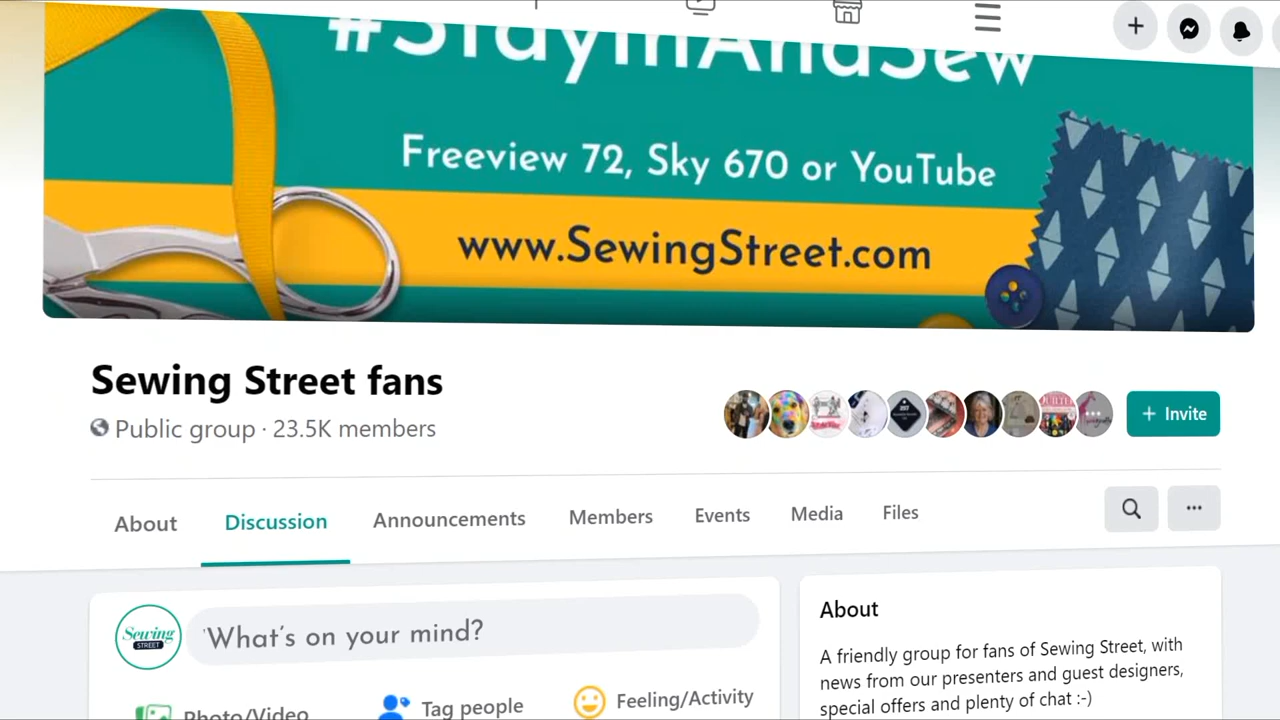 #StayInAndSew
Freeview 72, Sky 670 or YouTube
www.SewingStreet.com
Sewing Street fans
Public group · 23.5K members
+ Invite
About
Discussion
Announcements
Members
Events
Media
Files
About
Sewing
STREET
What's on your mind?
A friendly group for fans of Sewing Street, with
news from our presenters and guest designers,
special offers and plenty of chat :-)
Photo/Video
Tag people
Feeling/Activity